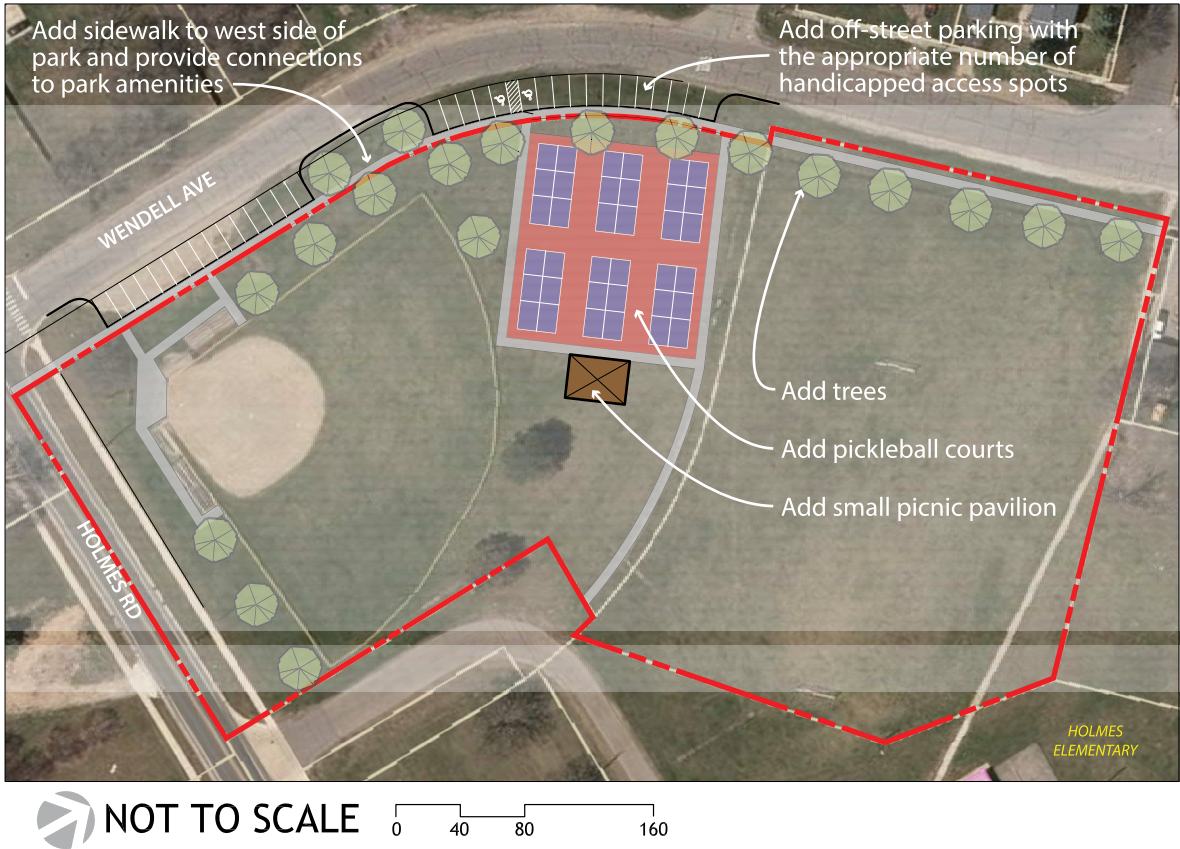 Add sidewalk to west side of
park and provide connections
to park amenities
Add off-street parking with
the appropriate number of
handicapped access spots
WENDELL AVE
Add trees
Add pickleball courts
Add small picnic pavilion
HOLMES RD
HOLMES
ELEMENTARY
NOT TO SCALE
0 40 80 160